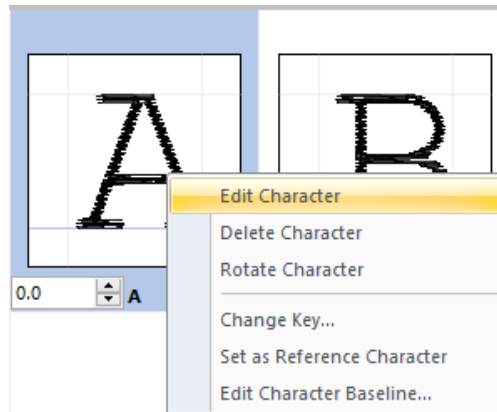 A
B
Edit Character
Delete Character
Rotate Character
0.0
A
Change Key...
Set as Reference Character
Edit Character Baseline...